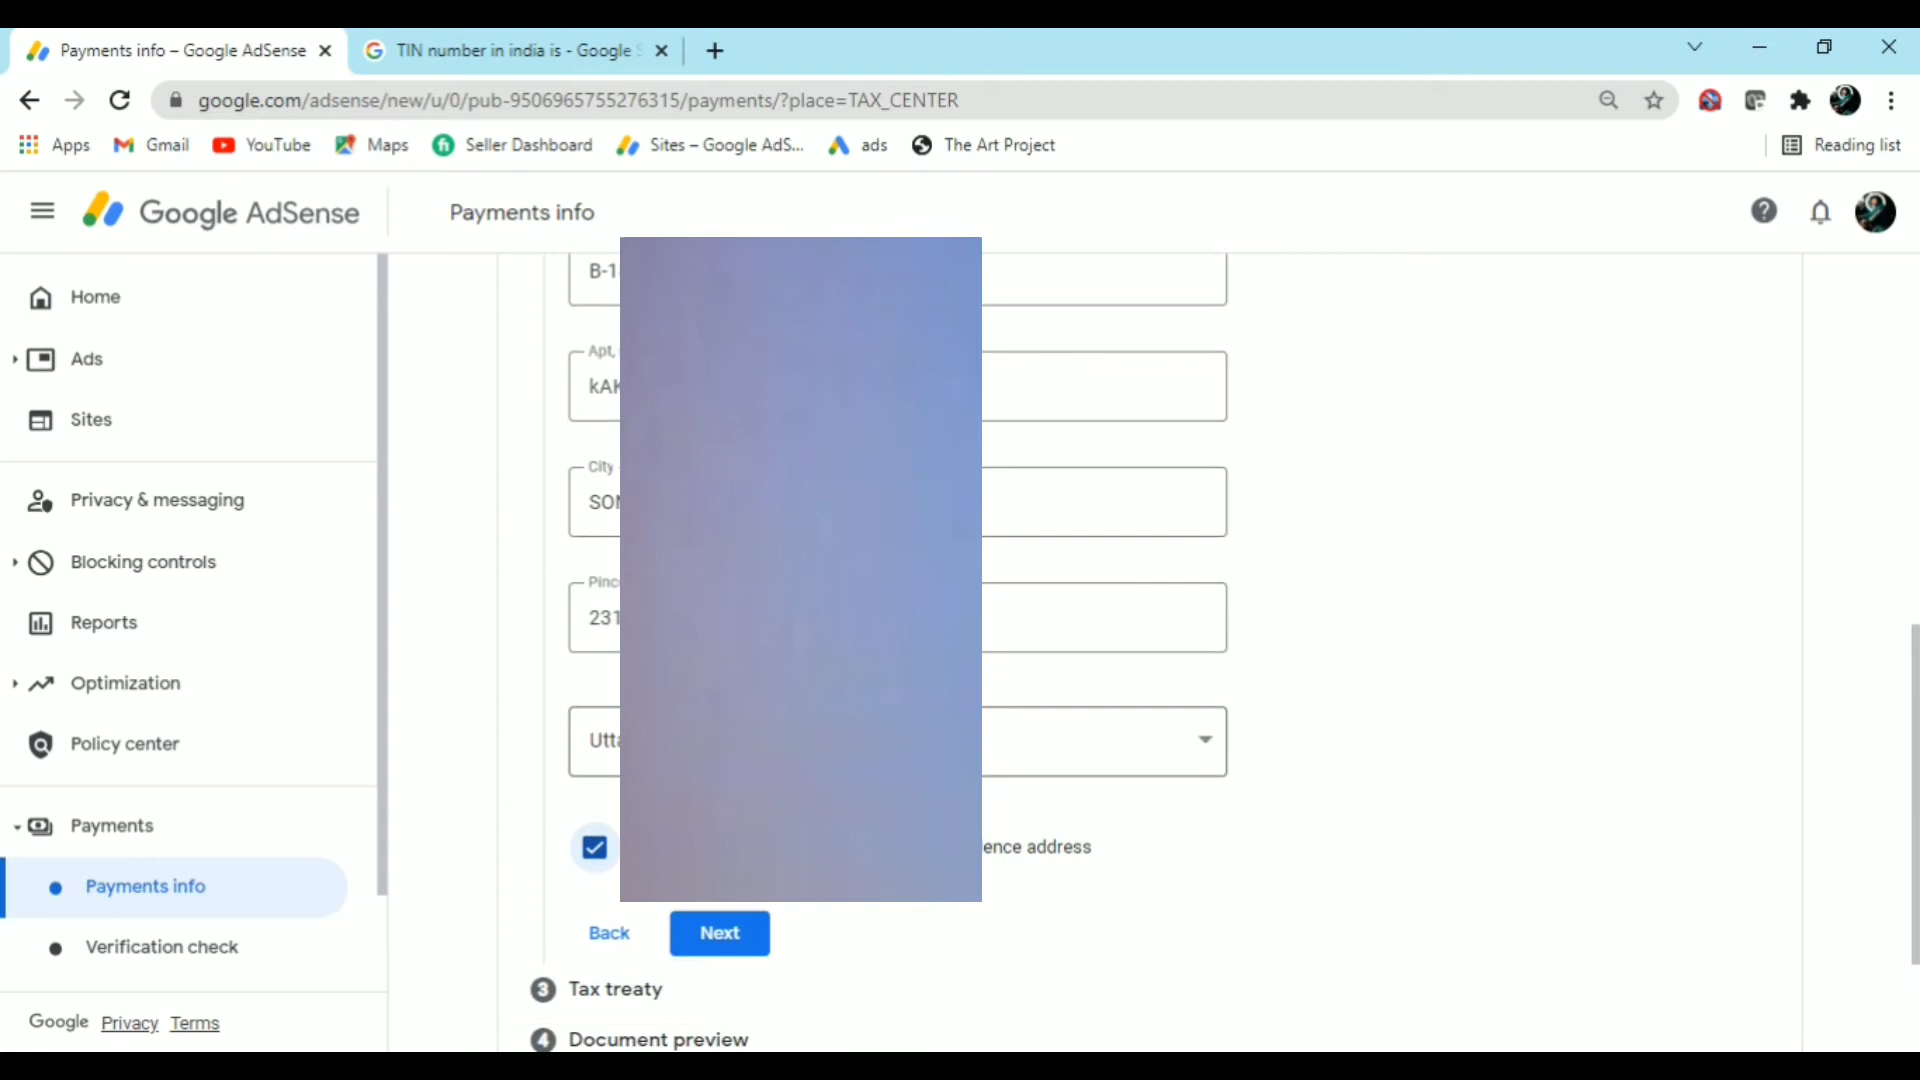 Payments info – Google AdSense
TIN number in india is - Google
google.com/adsense/new/u/0/pub-9506965755276315/payments/?place=TAX_CENTER
Apps Gmail YouTube Maps Seller Dashboard Sites – Google AdS... ads The Art Project Reading list
Google AdSense Payments info
Home
B-1
Ads
Apt,
kAK
Sites
City
SON
Privacy & messaging
Blocking controls
Pinc
231
Reports
Optimization
Utta
Policy center
Payments
ence address
Payments info
Back Next
Verification check
3 Tax treaty
Google Privacy Terms
4 Document preview